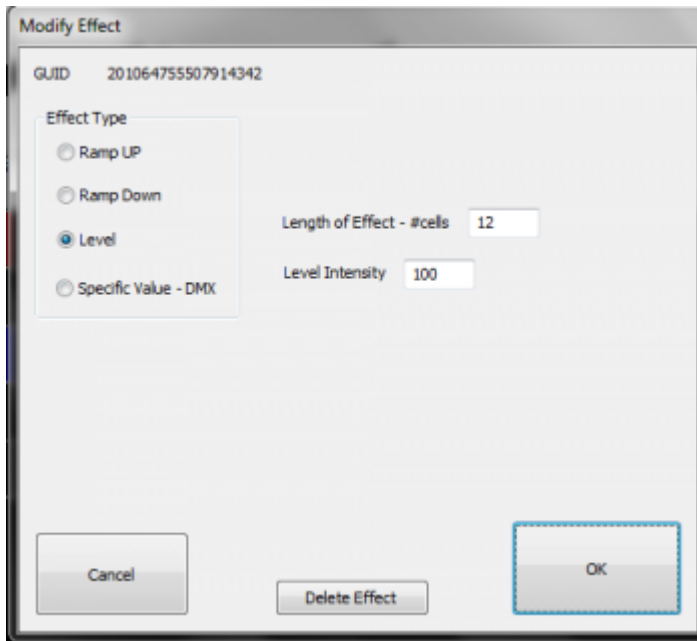 Modify Effect
GUID 201064755507914342
Effect Type
Ramp UP
Ramp Down
Level
Specific Value - DMX
Length of Effect - #cells 12
Level Intensity 100
Cancel
Delete Effect
OK